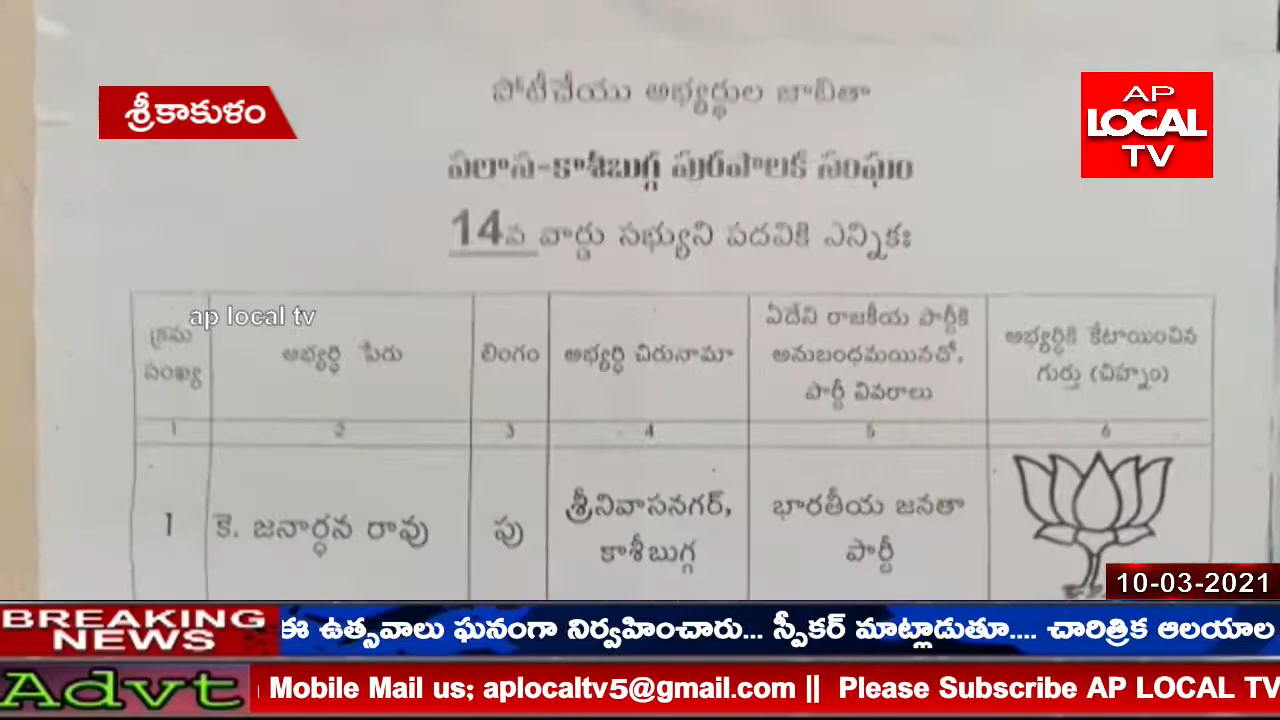 శ్రీకాకుళం
AP
LOCAL
TV
పోటీచేయు అభ్యర్థుల జాబితా
పలాస-కాశీబుగ్గ పురపాలక సంఘం
14వ వార్డు సభ్యుని పదవికి ఎన్నికః
ap local tv
క్రమ సంఖ్య
అభ్యర్థి పేరు
లింగం
అభ్యర్థి చిరునామా
ఏదేని రాజకీయ పార్టీకి
అనుబంధమయినచో,
పార్టీ వివరాలు
అభ్యర్థికి కేటాయించిన
గుర్తు (చిహ్నం)
1 2 3 4 5 6
1 కె. జనార్ధన రావు పు
శ్రీనివాసనగర్,
కాశీబుగ్గ
భారతీయ జనతా
పార్టీ
10-03-2021
BREAKING
NEWS
ఈ ఉత్సవాలు ఘనంగా నిర్వహించారు... స్పీకర్ మాట్లాడుతూ.... చారిత్రిక ఆలయాల
Advt
Mobile Mail us; aplocaltv5@gmail.com || Please Subscribe AP LOCAL TV